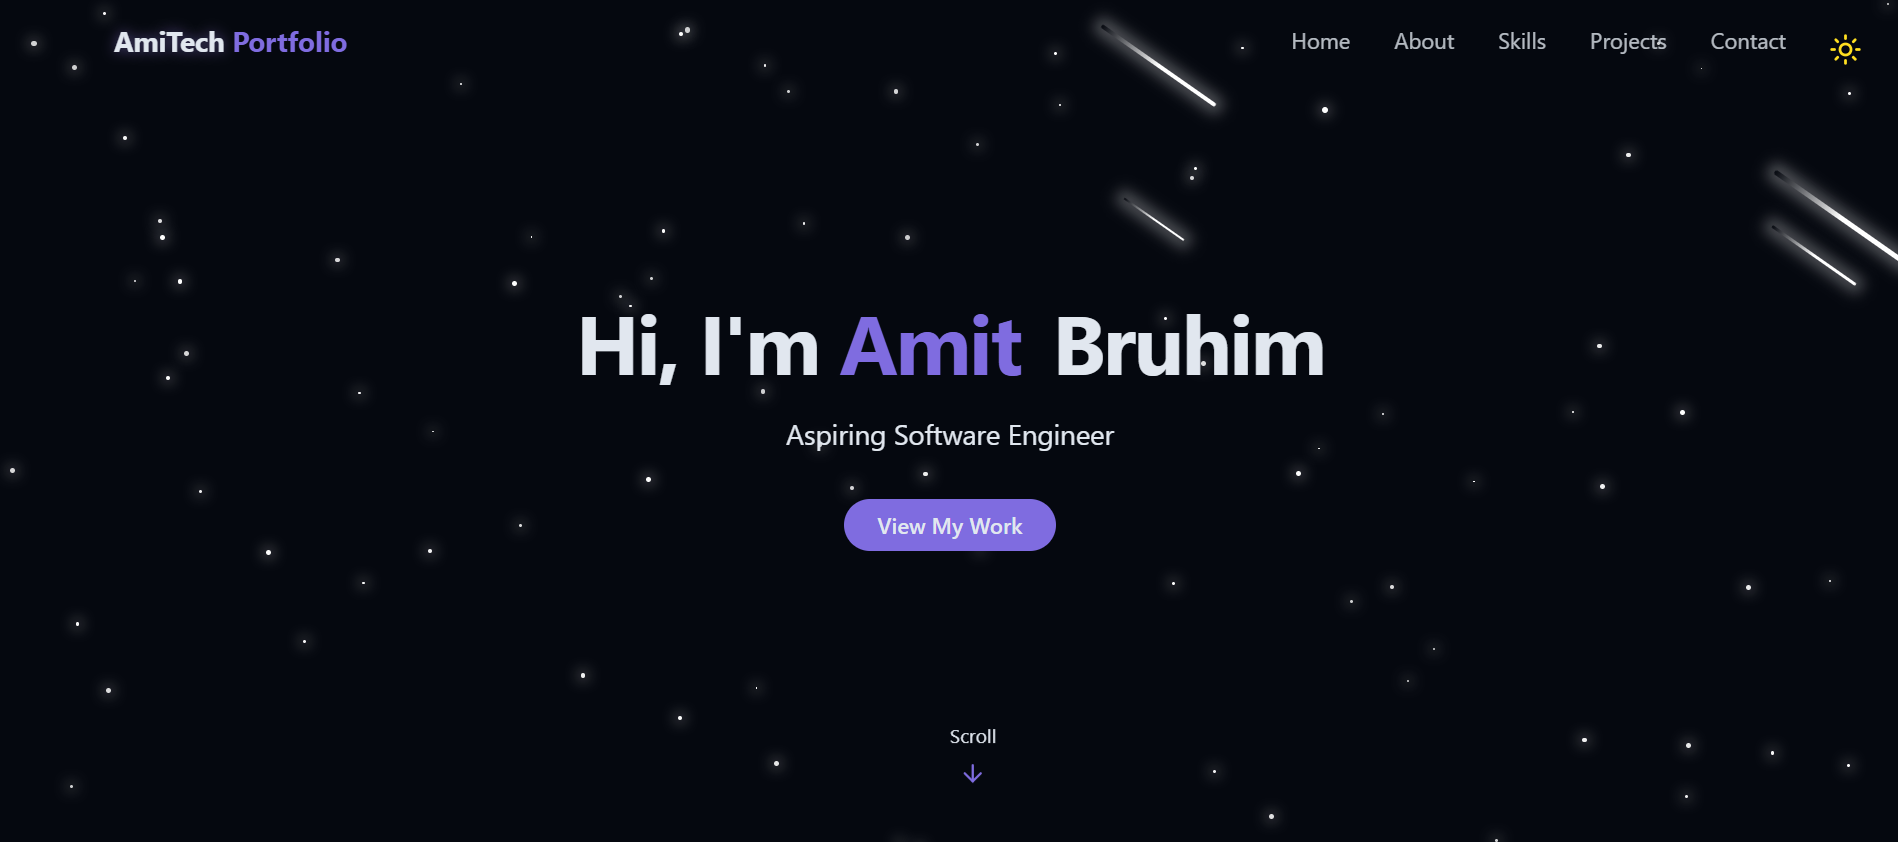 AmiTech Portfolio
Home About Skills Projects Contact
Hi, I'm Amit Bruhim
Aspiring Software Engineer
View My Work
Scroll